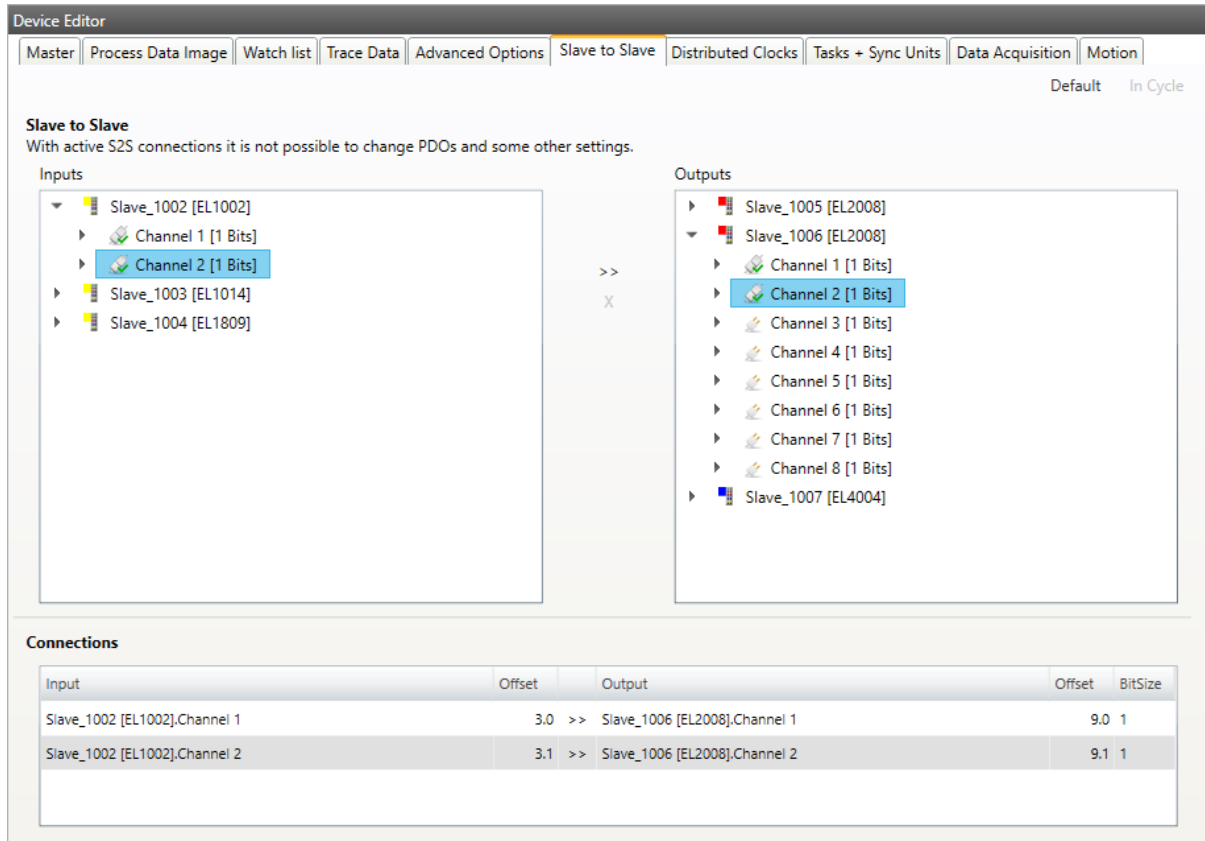 Device Editor
Master Process Data Image Watch list Trace Data Advanced Options Slave to Slave Distributed Clocks Tasks + Sync Units Data Acquisition Motion
Default In Cycle
Slave to Slave
With active S2S connections it is not possible to change PDOs and some other settings.
Inputs
Slave_1002 [EL1002]
Channel 1 [1 Bits]
Channel 2 [1 Bits]
Slave_1003 [EL1014]
Slave_1004 [EL1809]
>>
X
Outputs
Slave_1005 [EL2008]
Slave_1006 [EL2008]
Channel 1 [1 Bits]
Channel 2 [1 Bits]
Channel 3 [1 Bits]
Channel 4 [1 Bits]
Channel 5 [1 Bits]
Channel 6 [1 Bits]
Channel 7 [1 Bits]
Channel 8 [1 Bits]
Slave_1007 [EL4004]
Connections
Input Offset Output Offset BitSize
Slave_1002 [EL1002].Channel 1 3.0 >> Slave_1006 [EL2008].Channel 1 9.0 1
Slave_1002 [EL1002].Channel 2 3.1 >> Slave_1006 [EL2008].Channel 2 9.1 1